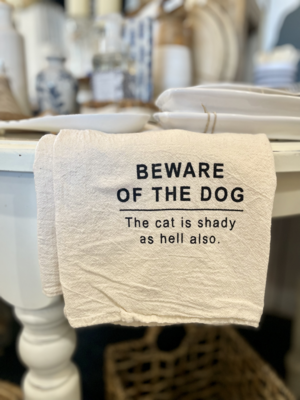 BEWARE
OF THE DOG
The cat is shady
as hell also.